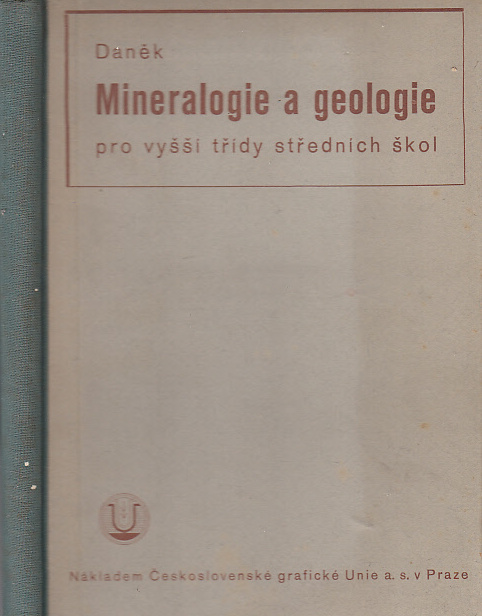 Daněk
Mineralogie a geologie
pro vyšší třídy středních škol
U
Nákladem Československé grafické Unie a. s. v Praze